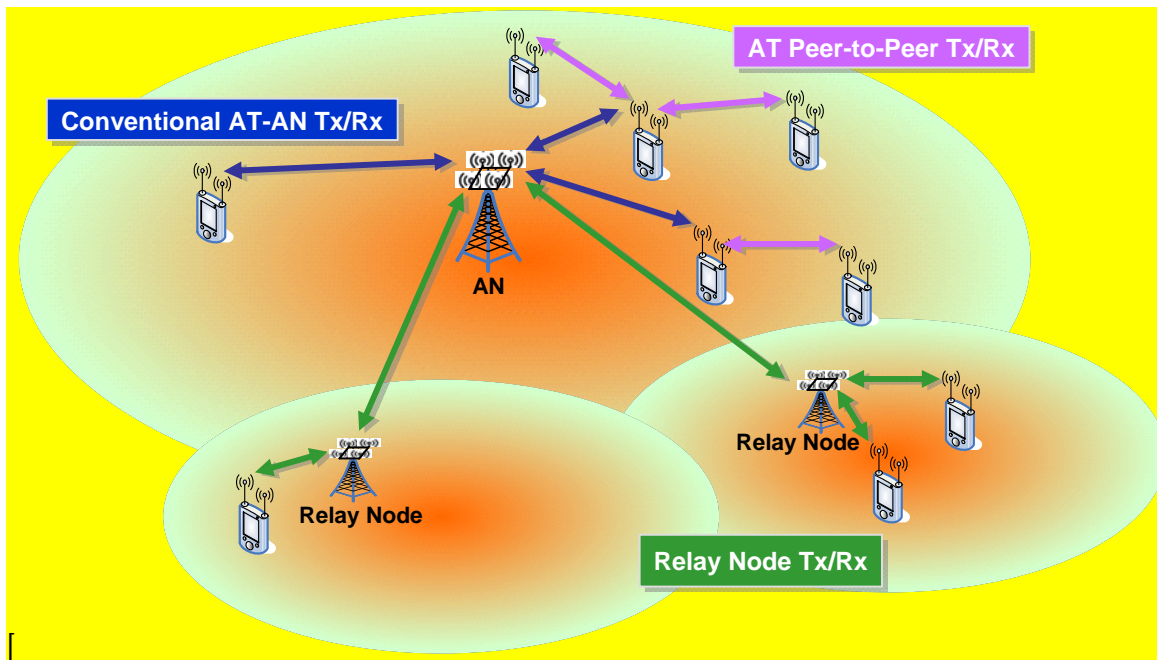 AT Peer-to-Peer Tx/Rx
Conventional AT-AN Tx/Rx
AN
Relay Node
Relay Node
Relay Node Tx/Rx
[